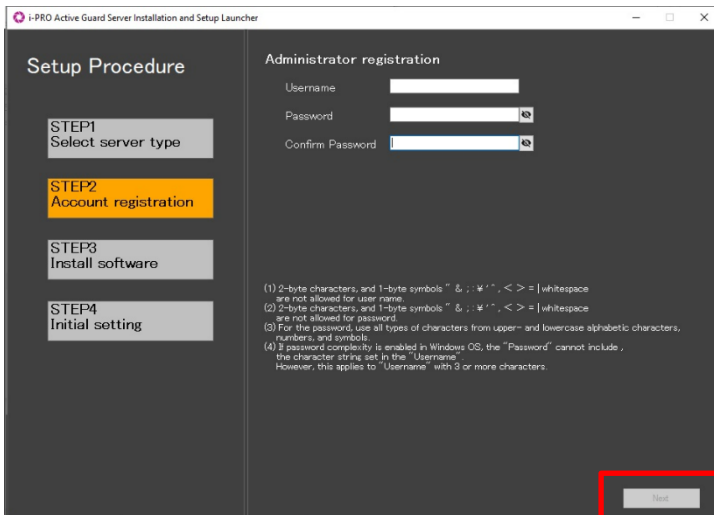 i-PRO Active Guard Server Installation and Setup Launcher
Setup Procedure
STEP1
Select server type
STEP2
Account registration
STEP3
Install software
STEP4
Initial setting
Administrator registration
Username
Password
Confirm Password
(1) 2-byte characters, and 1-byte symbols " & ; : ¥ ' ^ , < > = | whitespace
are not allowed for user name.
(2) 2-byte characters, and 1-byte symbols " & ; : ¥ ' ^ , < > = | whitespace
are not allowed for password.
(3) For the password, use all types of characters from upper- and lowercase alphabetic characters,
numbers, and symbols.
(4) If password complexity is enabled in Windows OS, the "Password" cannot include ,
the character string set in the "Username".
However, this applies to "Username" with 3 or more characters.
Next